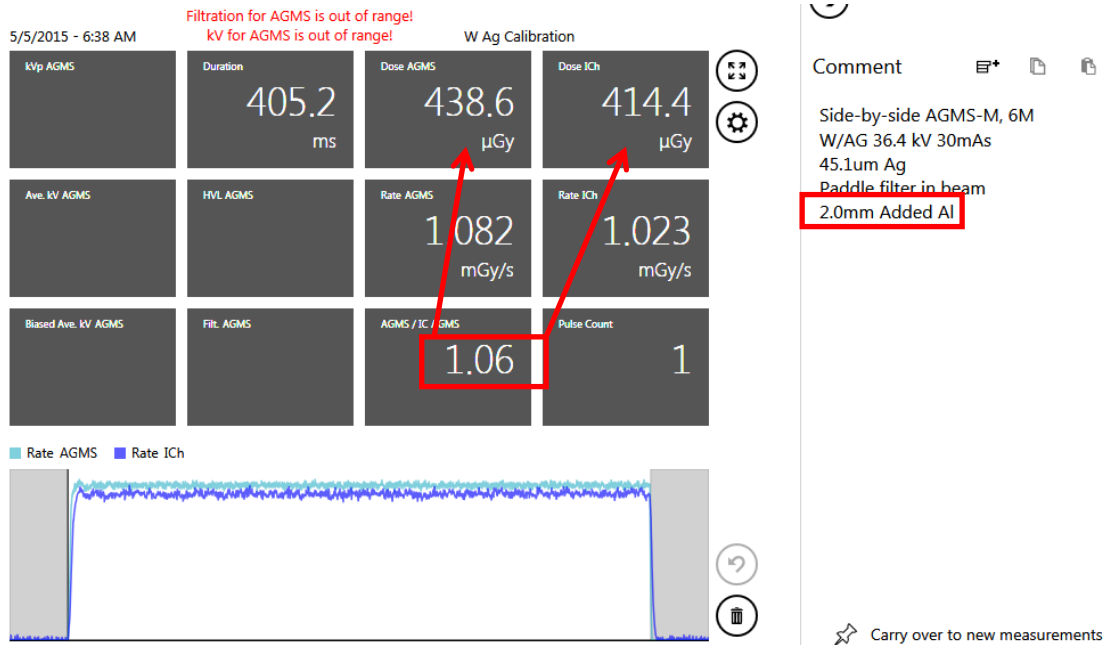 Filtration for AGMS is out of range!
5/5/2015 - 6:38 AM kV for AGMS is out of range! W Ag Calibration
kVp AGMS
Duration
405.2
ms
Dose AGMS
438.6
µGy
Dose ICh
414.4
µGy
Ave. kV AGMS
HVL AGMS
Rate AGMS
1.082
mGy/s
Rate ICh
1.023
mGy/s
Biased Ave. kV AGMS
Filt. AGMS
AGMS / IC AGMS
1.06
Pulse Count
1
Rate AGMS Rate ICh
Comment
Side-by-side AGMS-M, 6M
W/AG 36.4 kV 30mAs
45.1um Ag
Paddle filter in beam
2.0mm Added Al
Carry over to new measurements